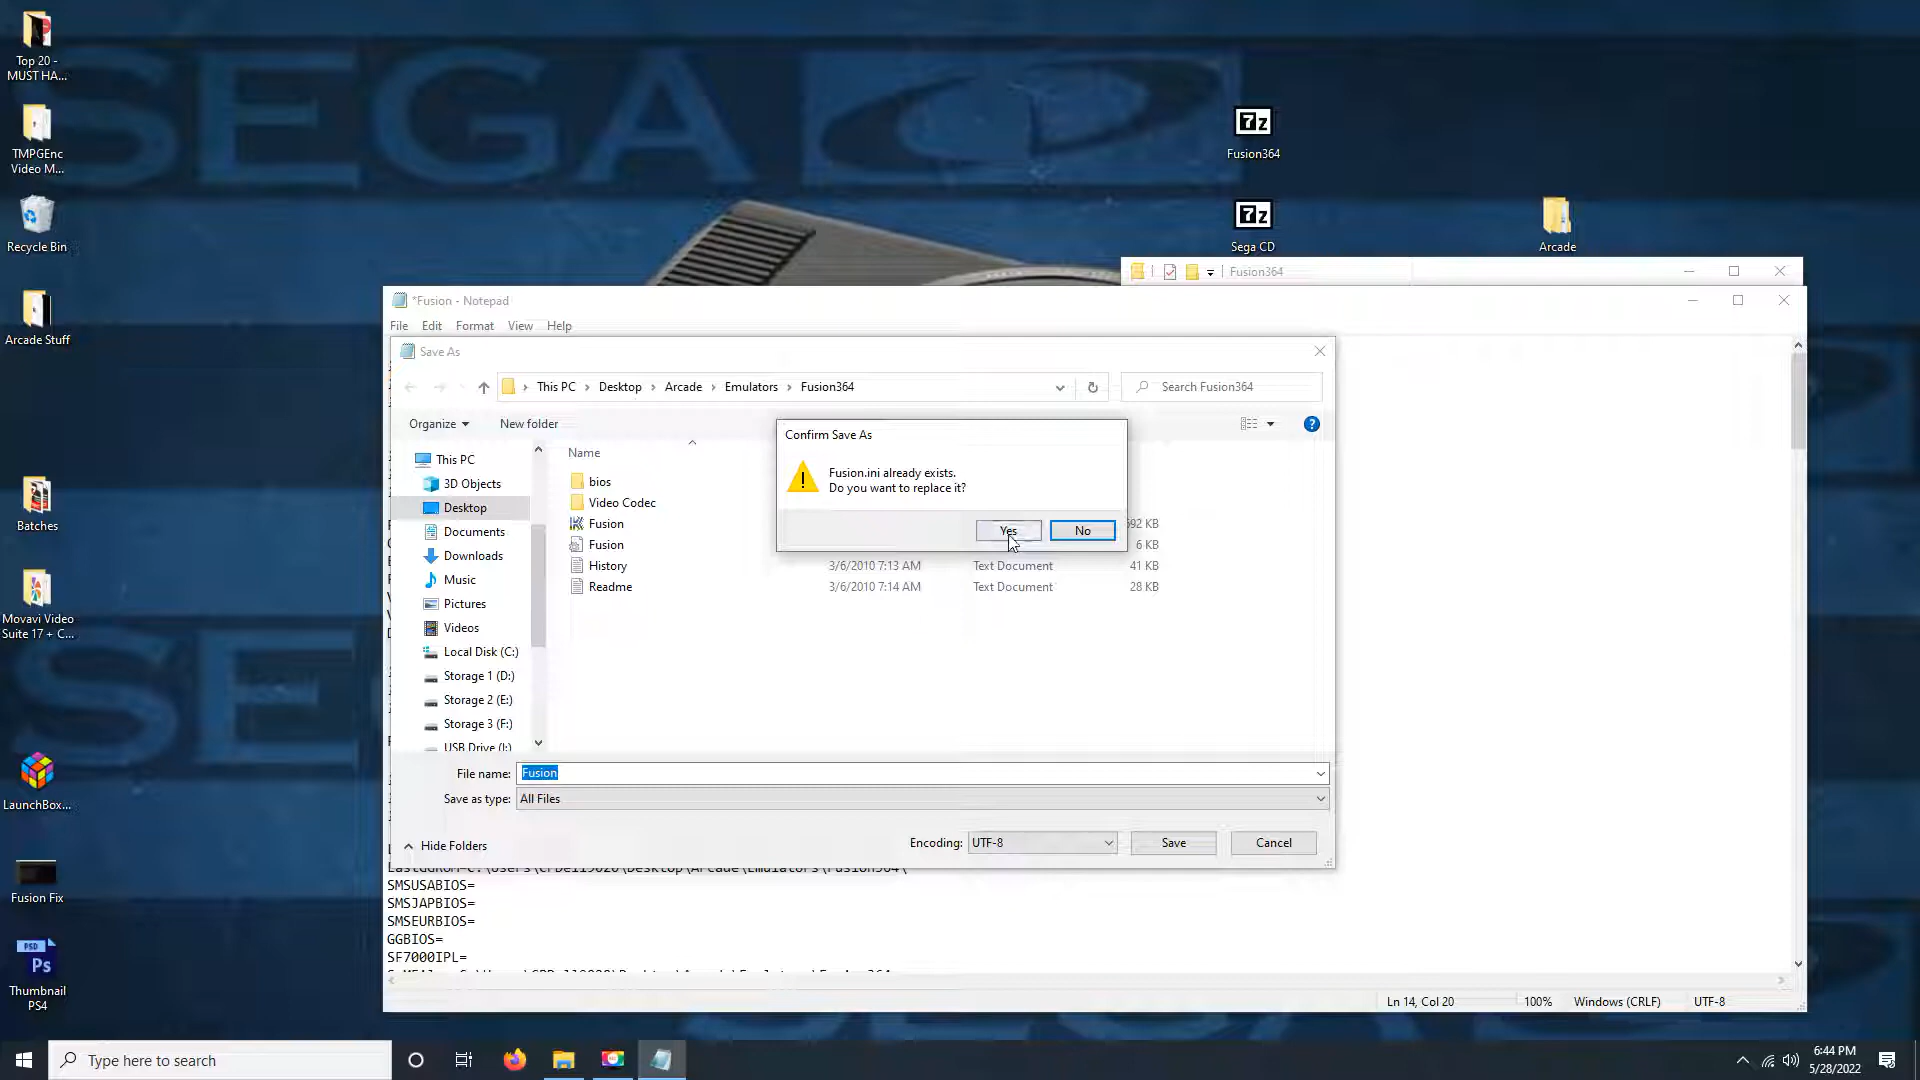 SEGA
Top 20 -
MUST HA...
TMPGEnc
Video M...
Recycle Bin
Arcade Stuff
Batches
Movavi Video
Suite 17 + C...
LaunchBox...
Fusion Fix
PSD
Ps
Thumbnail
PS4
7z
Fusion364
7z
Sega CD
Arcade
Fusion364
*Fusion - Notepad
File Edit Format View Help
Save As
This PC > Desktop > Arcade > Emulators > Fusion364
Search Fusion364
Organize
New folder
This PC
3D Objects
Desktop
Documents
Downloads
Music
Pictures
Videos
Local Disk (C:)
Storage 1 (D:)
Storage 2 (E:)
Storage 3 (F:)
USB Drive (I:)
Name
bios
Video Codec
Fusion
Fusion 6 KB
History 3/6/2010 7:13 AM Text Document 41 KB
Readme 3/6/2010 7:14 AM Text Document 28 KB
Confirm Save As
Fusion.ini already exists.
Do you want to replace it?
Yes No
File name: Fusion
Save as type: All Files
Hide Folders
Encoding: UTF-8 Save Cancel
SMSUSABIOS=
SMSJAPBIOS=
SMSEURBIOS=
GGBIOS=
SF7000IPL=
Ln 14, Col 20 100% Windows (CRLF) UTF-8
Type here to search
6:44 PM
5/28/2022